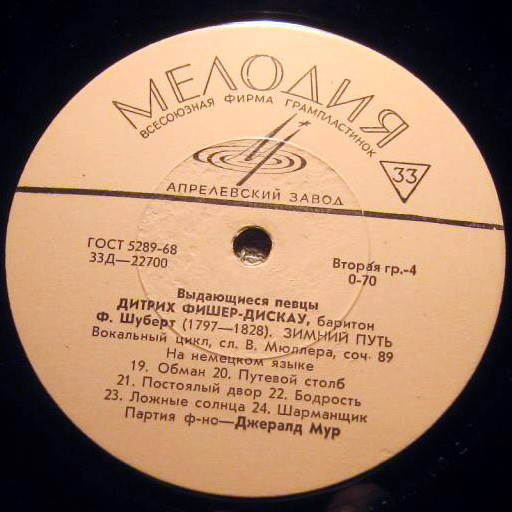 МЕЛОДИЯ
ВСЕСОЮЗНАЯ ФИРМА ГРАМПЛАСТИНОК
33
АПРЕЛЕВСКИЙ ЗАВОД
ГОСТ 5289-68
33Д—22700
Вторая гр.-4
0-70
Выдающиеся певцы
ДИТРИХ ФИШЕР-ДИСКАУ, баритон
Ф. Шуберт (1797—1828). ЗИМНИЙ ПУТЬ
Вокальный цикл, сл. В. Мюллера, соч. 89
На немецком языке
19. Обман 20. Путевой столб
21. Постоялый двор 22. Бодрость
23. Ложные солнца 24. Шарманщик
Партия ф-но—Джералд Мур